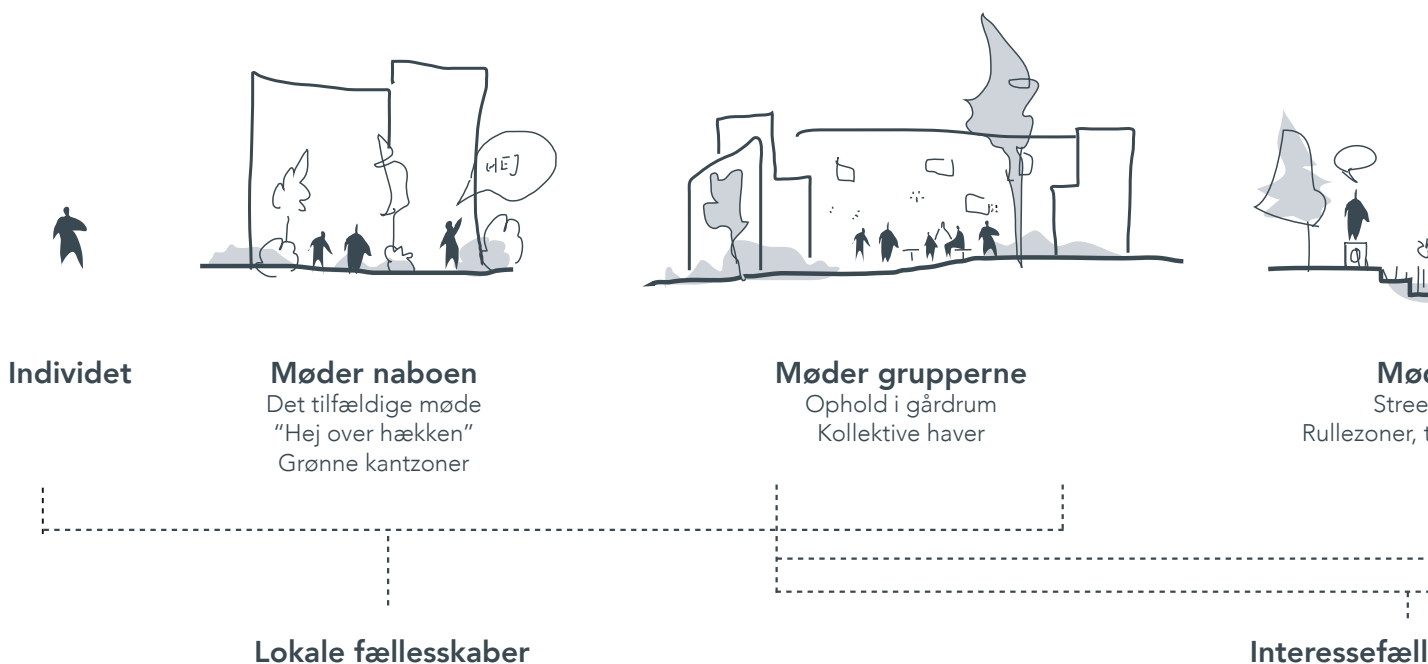 HEJ
Individet
Møder naboen
Det tilfældige møde
"Hej over hækken"
Grønne kantzoner
Møder grupperne
Ophold i gårdrum
Kollektive haver
Rullezoner,
Lokale fællesskaber